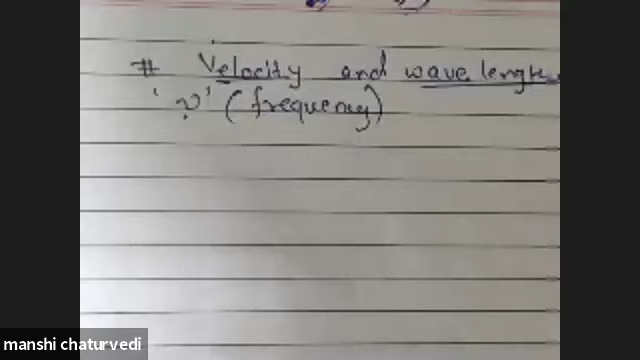 # Velocity and wave length
'ν' (frequency)
manshi chaturvedi